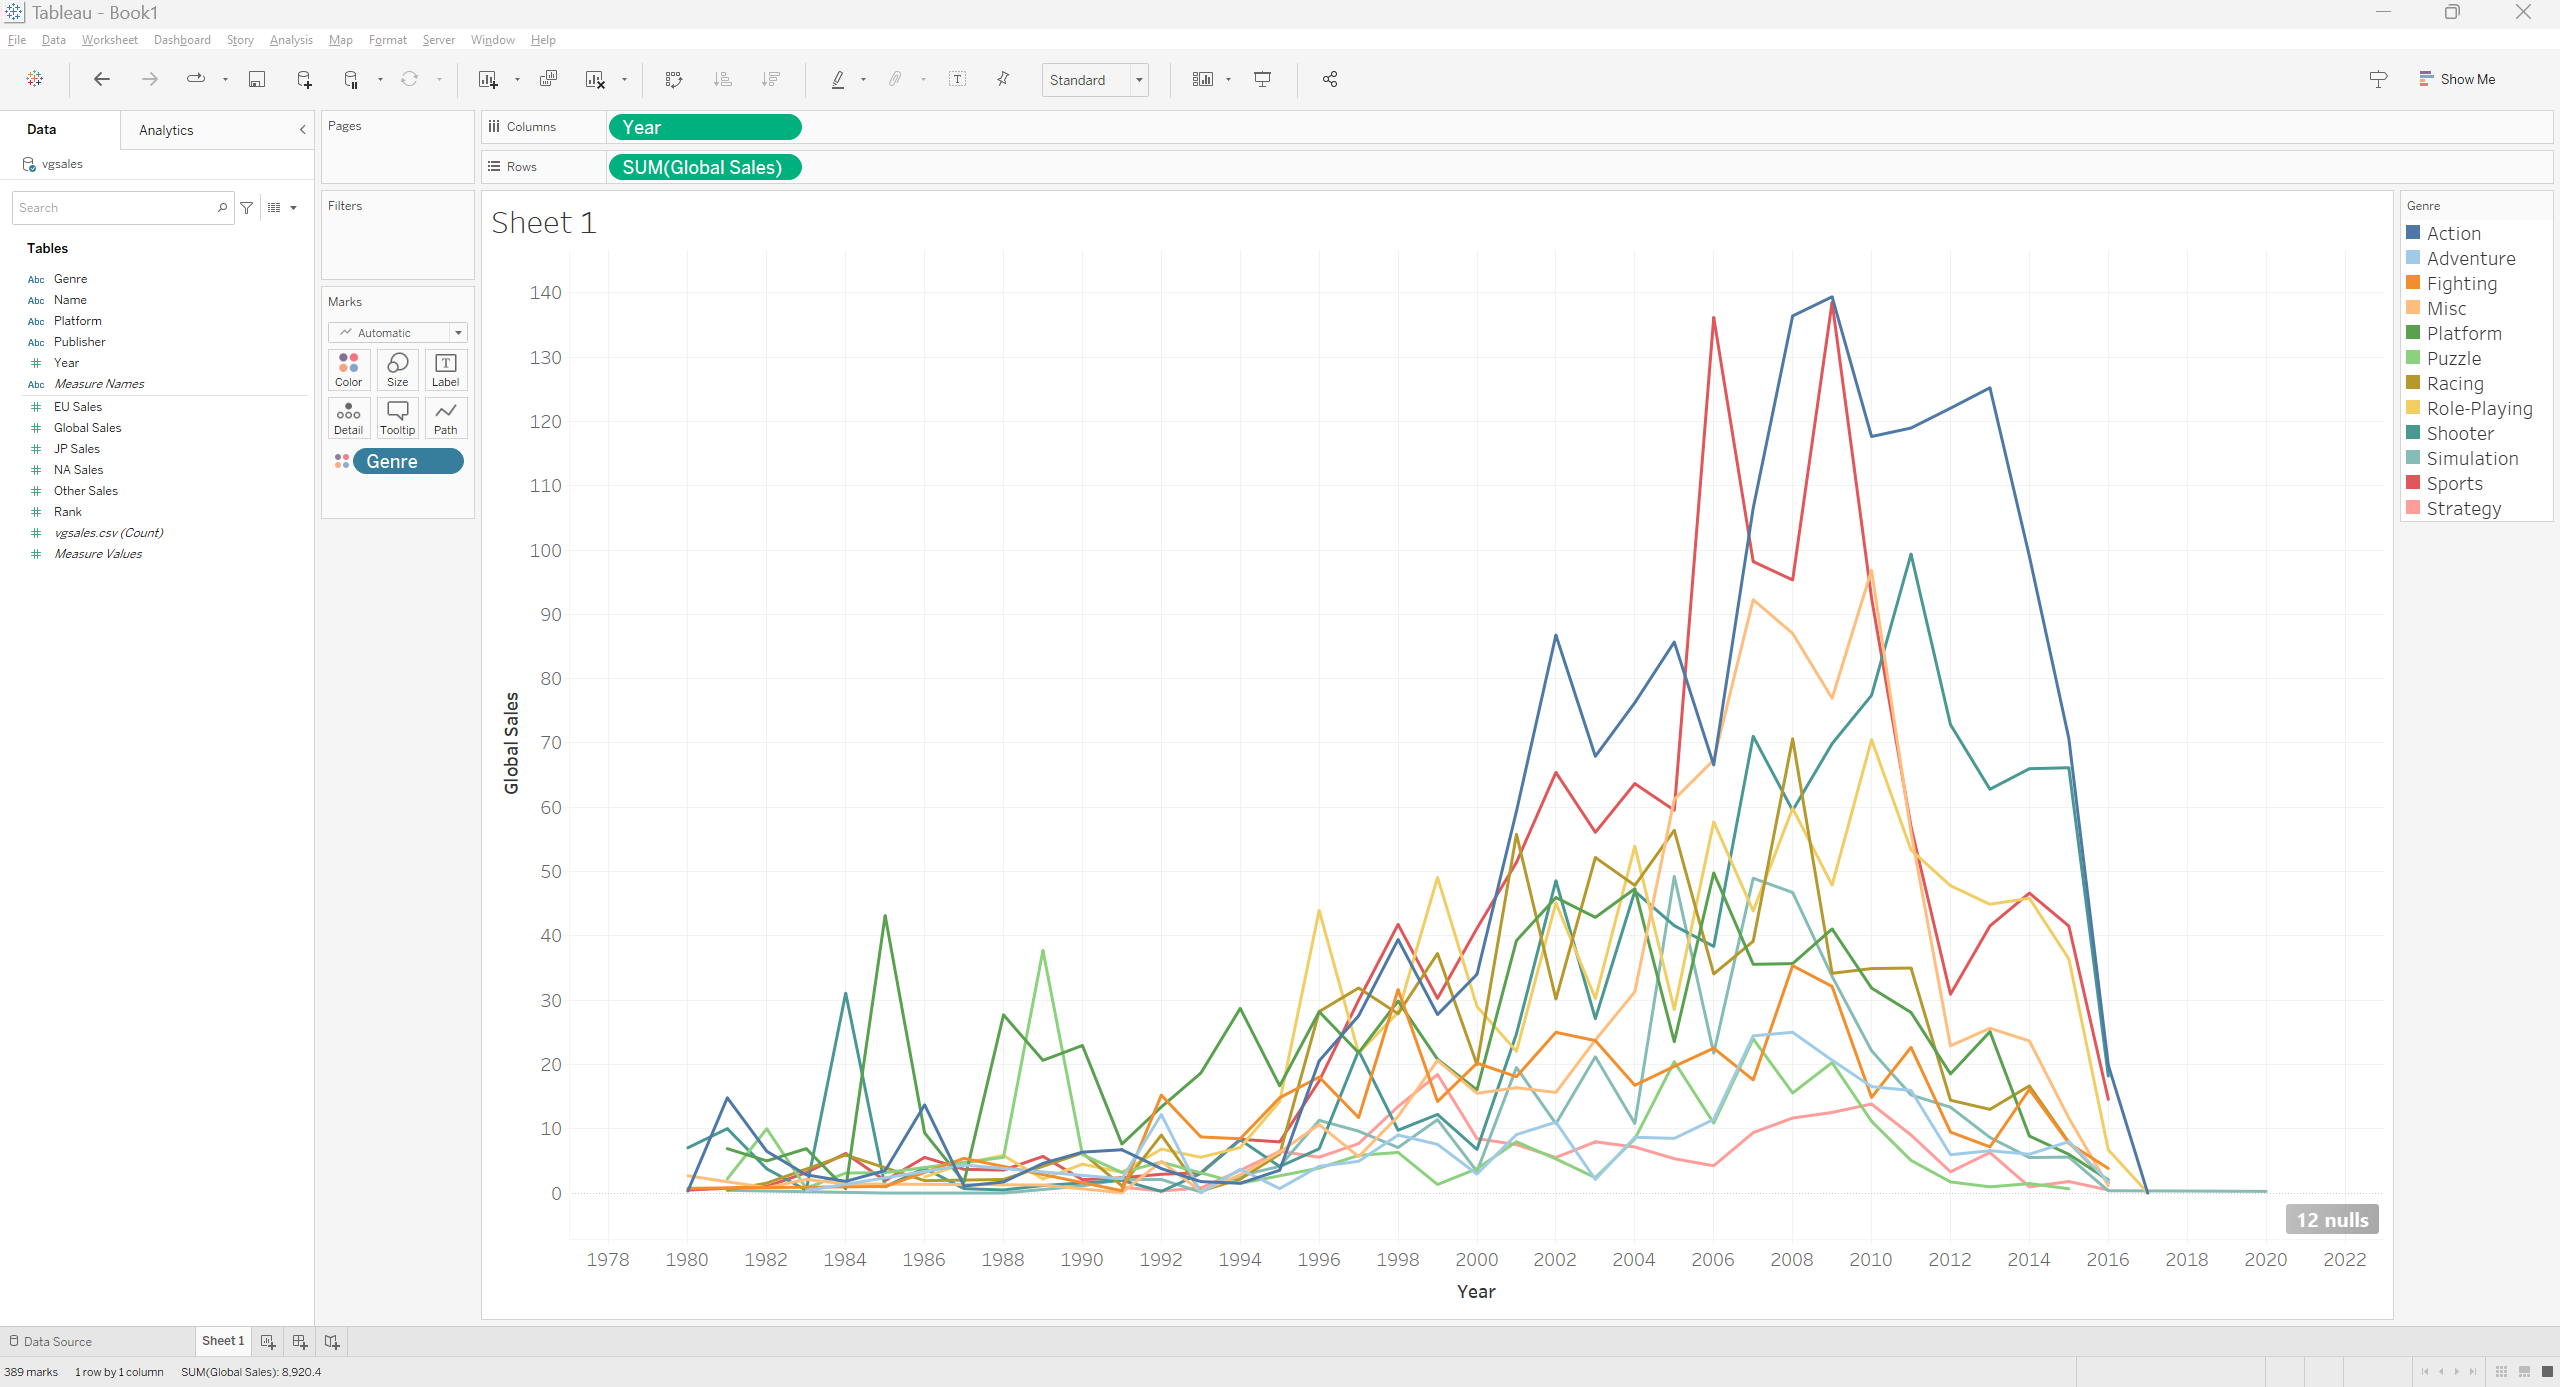 Tableau - Book1
File Data Worksheet Dashboard Story Analysis Map Format Server Window Help
Standard
Show Me
Data Analytics
vgsales
Search
Tables
Abc Genre
Abc Name
Abc Platform
Abc Publisher
# Year
Abc Measure Names
# EU Sales
# Global Sales
# JP Sales
# NA Sales
# Other Sales
# Rank
# vgsales.csv (Count)
# Measure Values
Pages
Filters
Marks
Automatic
Color Size Label
Detail Tooltip Path
Genre
Columns Year
Rows SUM(Global Sales)
Sheet 1
140
130
120
110
100
90
80
70
60
50
40
30
20
10
0
Global Sales
1978 1980 1982 1984 1986 1988 1990 1992 1994 1996 1998 2000 2002 2004 2006 2008 2010 2012 2014 2016 2018 2020 2022
Year
12 nulls
Genre
Action
Adventure
Fighting
Misc
Platform
Puzzle
Racing
Role-Playing
Shooter
Simulation
Sports
Strategy
Data Source Sheet 1
389 marks 1 row by 1 column SUM(Global Sales): 8,920.4